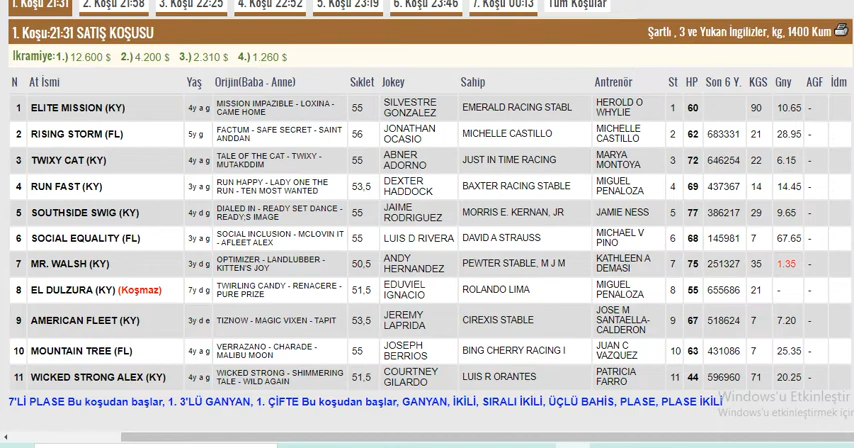 1. Koşu 21:31 2. Koşu 21:58 3. Koşu 22:25 4. Koşu 22:52 5. Koşu 23:19 6. Koşu 23:46 7. Koşu 00:13 Tüm Koşular
1. Koşu:21:31 SATIŞ KOŞUSU Şartlı , 3 ve Yukarı İngilizler, kg, 1400 Kum
İkramiye: 1.) 12.600 $ 2.) 4.200 $ 3.) 2.310 $ 4.) 1.260 $
N At İsmi Yaş Orijin(Baba - Anne) Sıklet Jokey Sahip Antrenör St HP Son 6 Y. KGS Gny AGF İdm
1 ELITE MISSION (KY) 4y a g MISSION IMPAZIBLE - LOXINA - CAME HOME 55 SILVESTRE GONZALEZ EMERALD RACING STABL HEROLD O WHYLIE 1 60 90 10.65 -
2 RISING STORM (FL) 5y g FACTUM - SAFE SECRET - SAINT ANDDAN 56 JONATHAN OCASIO MICHELLE CASTILLO MICHELLE CASTILLO 2 62 683331 21 28.95 -
3 TWIXY CAT (KY) 4y a g TALE OF THE CAT - TWIXY - MUTAKDDIM 55 ABNER ADORNO JUST IN TIME RACING MARYA MONTOYA 3 72 646254 22 6.15 -
4 RUN FAST (KY) 3y a g RUN HAPPY - LADY ONE THE RUN - TEN MOST WANTED 53,5 DEXTER HADDOCK BAXTER RACING STABLE MIGUEL PENALOZA 4 69 437367 14 14.45 -
5 SOUTHSIDE SWIG (KY) 4y d g DIALED IN - READY SET DANCE - READY;S IMAGE 55 JAIME RODRIGUEZ MORRIS E. KERNAN, JR JAMIE NESS 5 77 386217 29 9.65 -
6 SOCIAL EQUALITY (FL) 3y a g SOCIAL INCLUSION - MCLOVIN IT - AFLEET ALEX 55 LUIS D RIVERA DAVID A STRAUSS MICHAEL V PINO 6 68 145981 7 67.65 -
7 MR. WALSH (KY) 3y d g OPTIMIZER - LANDLUBBER - KITTEN'S JOY 50,5 ANDY HERNANDEZ PEWTER STABLE, M J M KATHLEEN A DEMASI 7 75 251327 35 1.35 -
8 EL DULZURA (KY) (Koşmaz) 7y d g TWIRLING CANDY - RENACERE - PURE PRIZE 51,5 EDUVIEL IGNACIO ROLANDO LIMA MIGUEL PENALOZA 8 55 655686 21 - -
9 AMERICAN FLEET (KY) 3y d e TIZNOW - MAGIC VIXEN - TAPIT 53,5 JEREMY LAPRIDA CIREXIS STABLE JOSE M SANTAELLA-CALDERON 9 67 518624 7 7.20 -
10 MOUNTAIN TREE (FL) 4y a g VERRAZANO - CHARADE - MALIBU MOON 55 JOSEPH BERRIOS BING CHERRY RACING I JUAN C VAZQUEZ 10 63 431086 7 25.35 -
11 WICKED STRONG ALEX (KY) 4y a g WICKED STRONG - SHIMMERING TALE - WILD AGAIN 51,5 COURTNEY GILARDO LUIS R ORANTES PATRICIA FARRO 11 44 596960 71 20.25 -
7'Lİ PLASE Bu koşudan başlar, 1. 3'LÜ GANYAN, 1. ÇİFTE Bu koşudan başlar, GANYAN, İKİLİ, SIRALI İKİLİ, ÜÇLÜ BAHİS, PLASE, PLASE İKİLİ
Windows'u Etkinleştir
Windows'u etkinleştirmek için